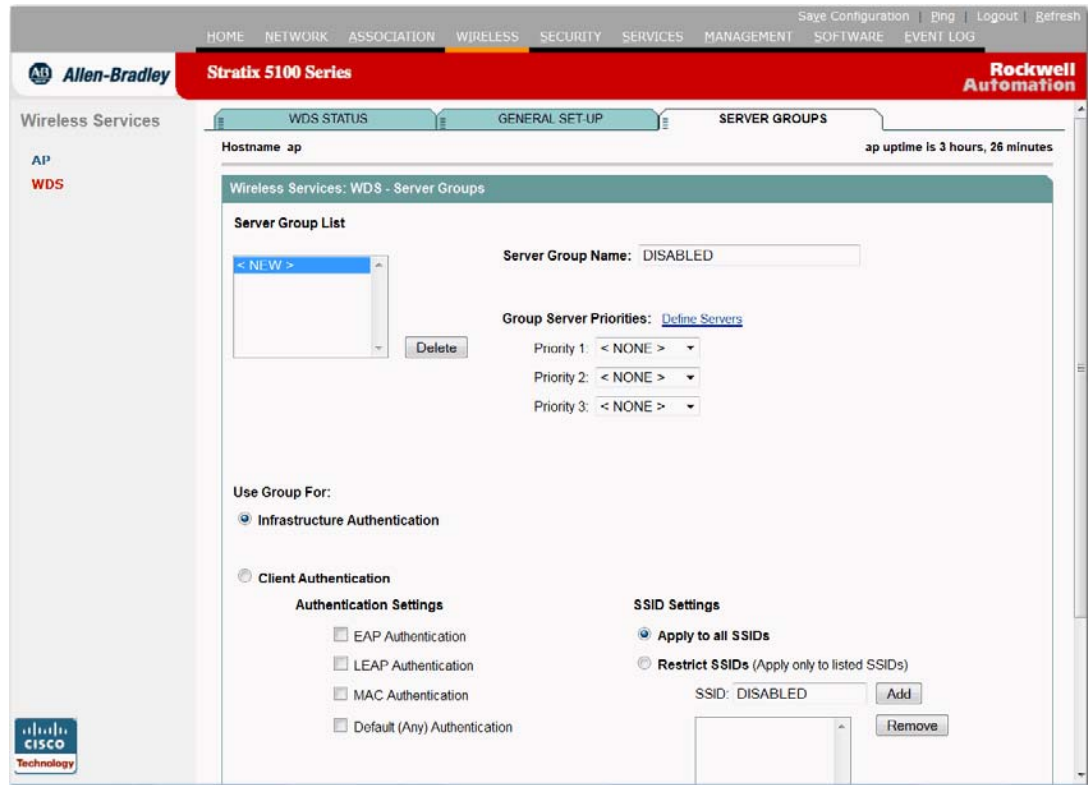 Save Configuration | Ping | Logout | Refresh
HOME NETWORK ASSOCIATION WIRELESS SECURITY SERVICES MANAGEMENT SOFTWARE EVENT LOG
AB Allen-Bradley
Stratix 5100 Series
Rockwell
Automation
Wireless Services
AP
WDS
WDS STATUS GENERAL SET-UP SERVER GROUPS
Hostname ap
ap uptime is 3 hours, 26 minutes
Wireless Services: WDS - Server Groups
Server Group List
< NEW >
Delete
Server Group Name: DISABLED
Group Server Priorities: Define Servers
Priority 1: < NONE >
Priority 2: < NONE >
Priority 3: < NONE >
Use Group For:
Infrastructure Authentication
Client Authentication
Authentication Settings
EAP Authentication
LEAP Authentication
MAC Authentication
Default (Any) Authentication
SSID Settings
Apply to all SSIDs
Restrict SSIDs (Apply only to listed SSIDs)
SSID: DISABLED Add
Remove
CISCO
Technology